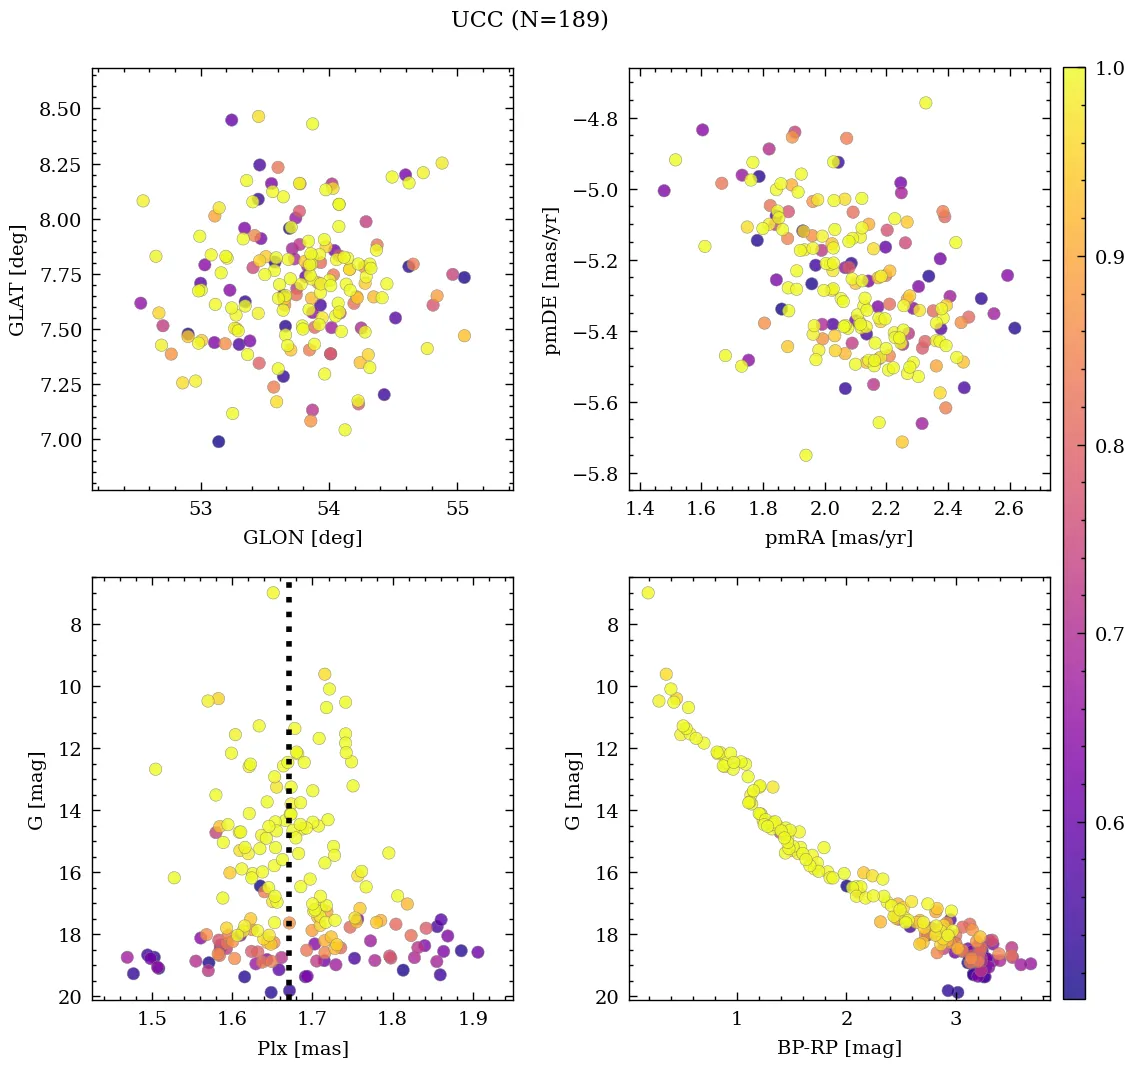 UCC (N=189)
8.50
8.25
8.00
7.75
7.50
7.25
7.00
GLAT [deg]
53 54 55
GLON [deg]
−4.8
−5.0
−5.2
−5.4
−5.6
−5.8
pmDE [mas/yr]
1.4 1.6 1.8 2.0 2.2 2.4 2.6
pmRA [mas/yr]
1.0
0.9
0.8
0.7
0.6
8
10
12
14
16
18
20
G [mag]
1.5 1.6 1.7 1.8 1.9
Plx [mas]
8
10
12
14
16
18
20
G [mag]
1 2 3
BP-RP [mag]